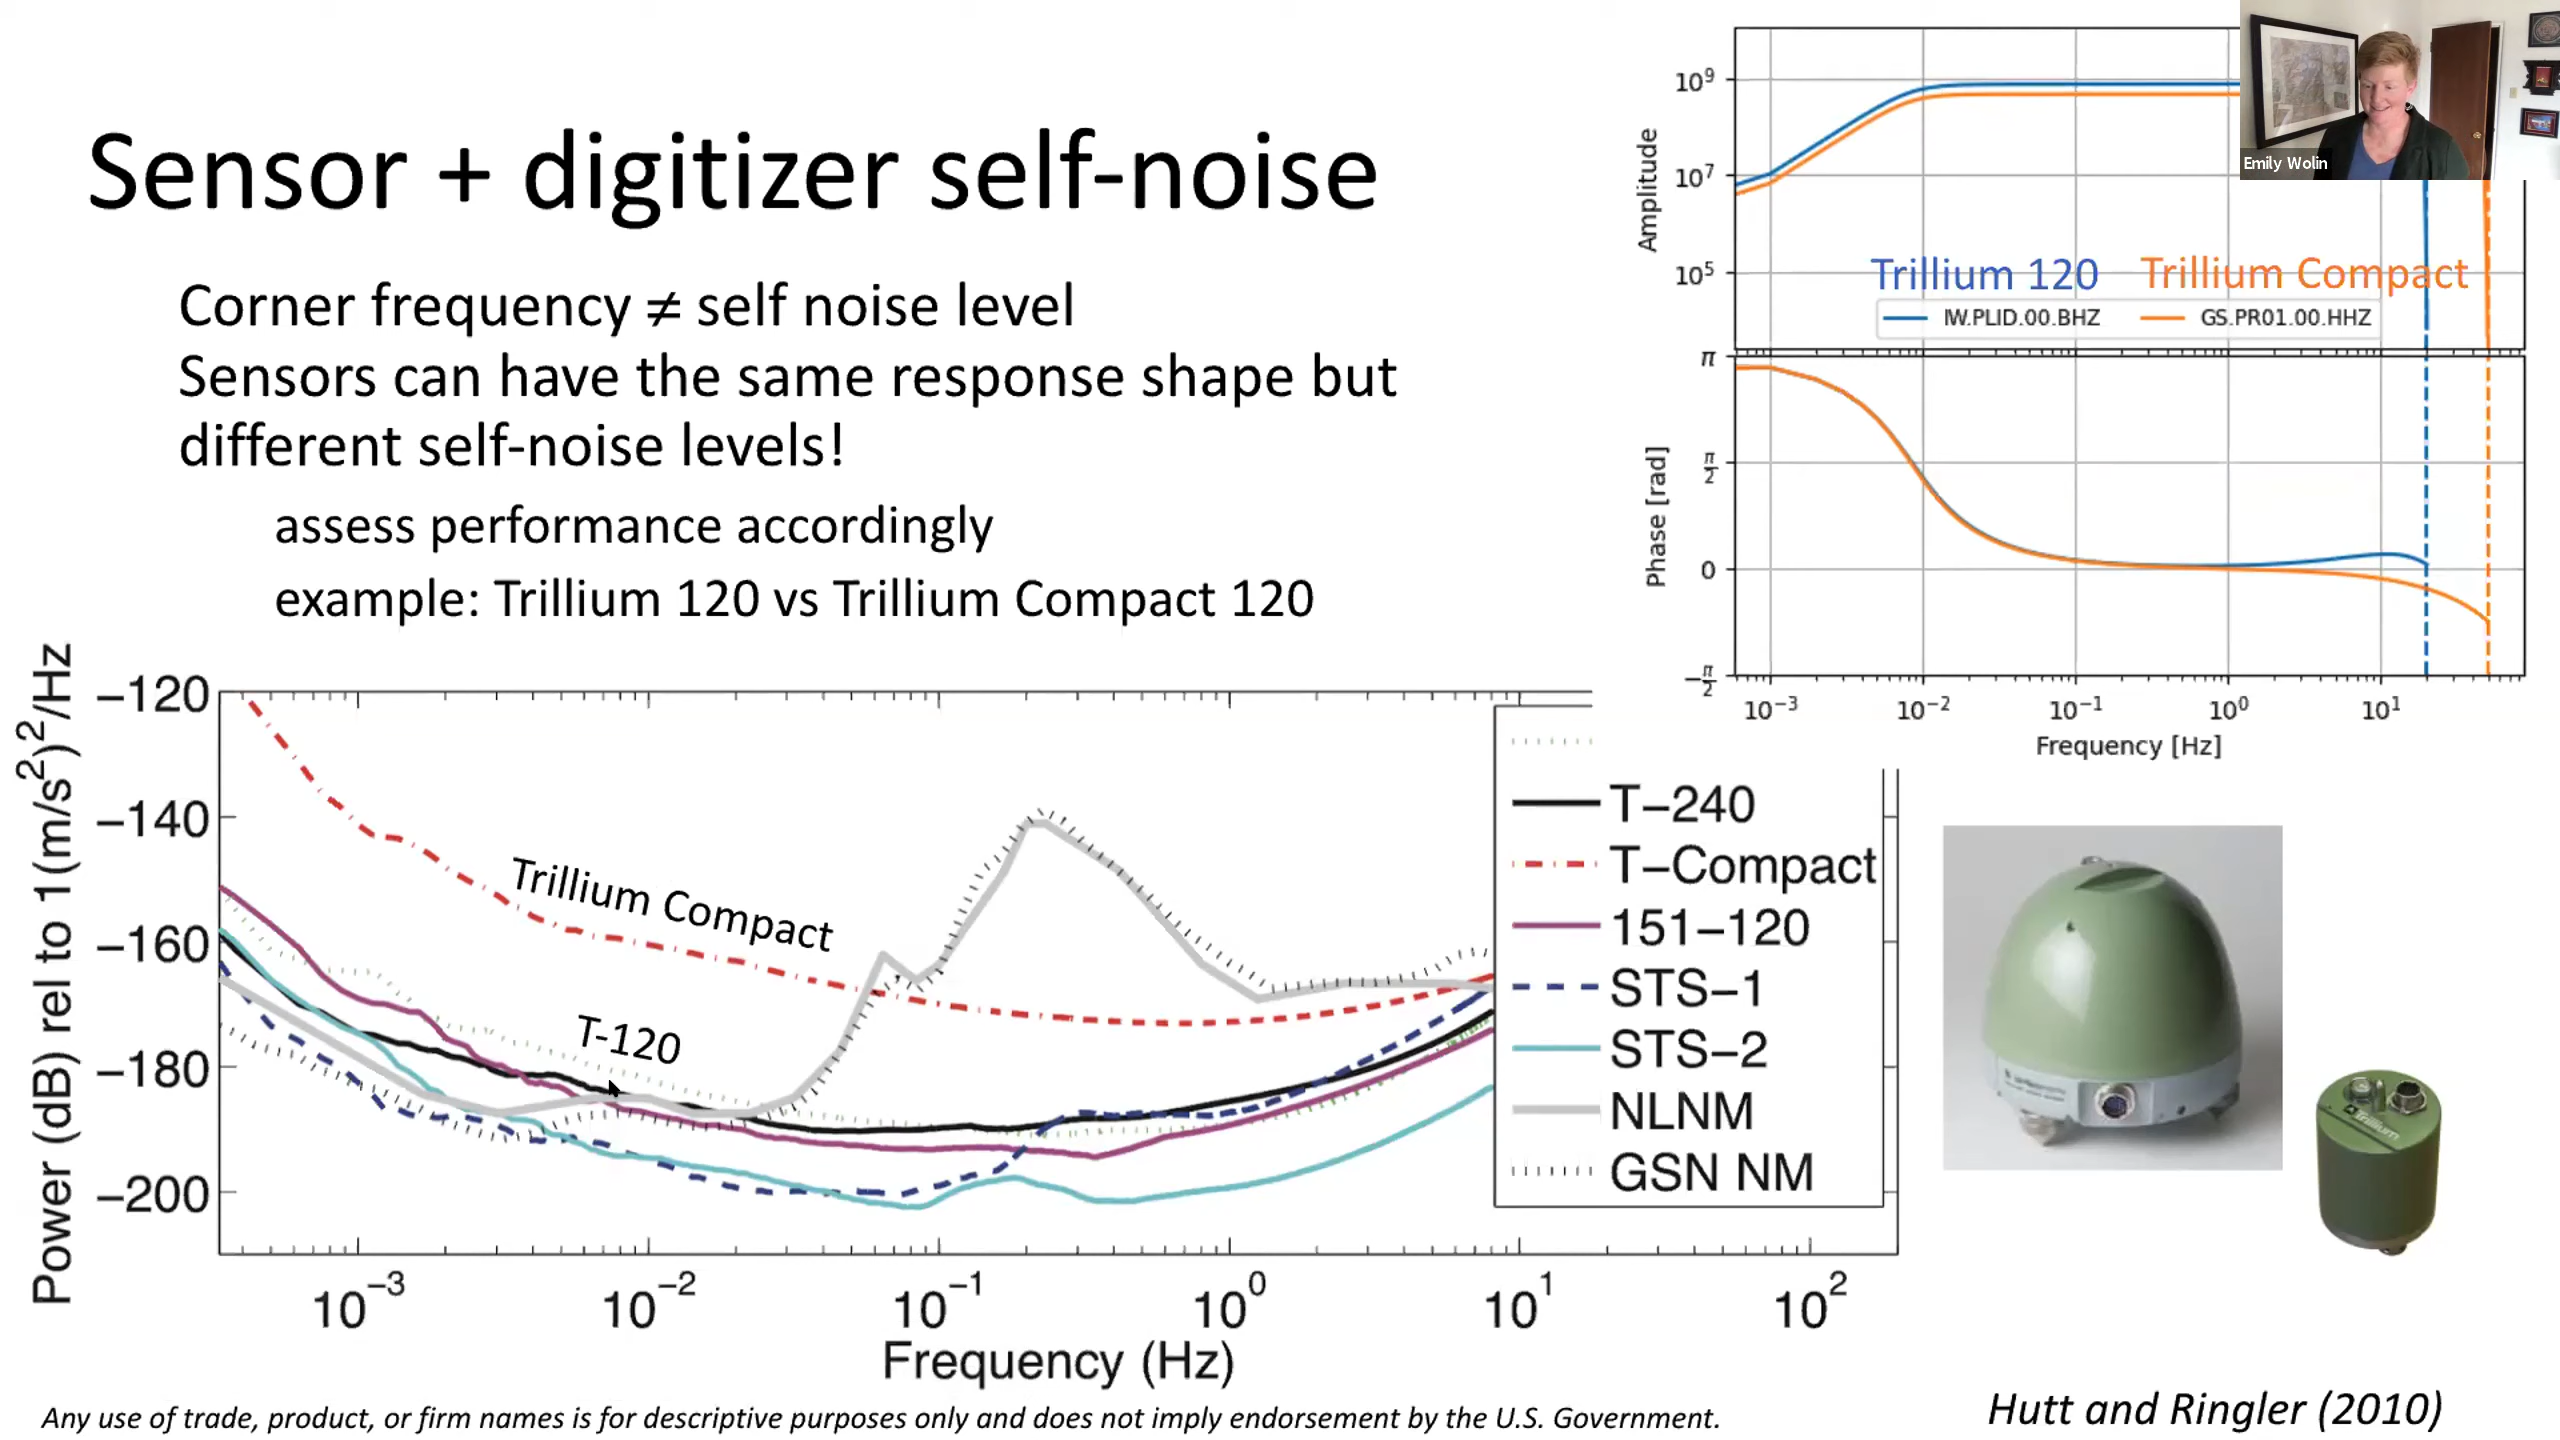 Sensor + digitizer self-noise
Corner frequency ≠ self noise level
Sensors can have the same response shape but
different self-noise levels!
assess performance accordingly
example: Trillium 120 vs Trillium Compact 120
Amplitude
10⁹
10⁷
10⁵
Trillium 120 Trillium Compact
IW.PLID.00.BHZ GS.PR01.00.HHZ
Emily Wolin
Phase [rad]
π
π/2
0
−π/2
10⁻³ 10⁻² 10⁻¹ 10⁰ 10¹
Frequency [Hz]
Power (dB) rel to 1(m/s²)²/Hz
−120
−140
−160
−180
−200
Trillium Compact
T-120
T−240
T−Compact
151−120
STS−1
STS−2
NLNM
GSN NM
10⁻³ 10⁻² 10⁻¹ 10⁰ 10¹ 10²
Frequency (Hz)
Trillium
Any use of trade, product, or firm names is for descriptive purposes only and does not imply endorsement by the U.S. Government.
Hutt and Ringler (2010)